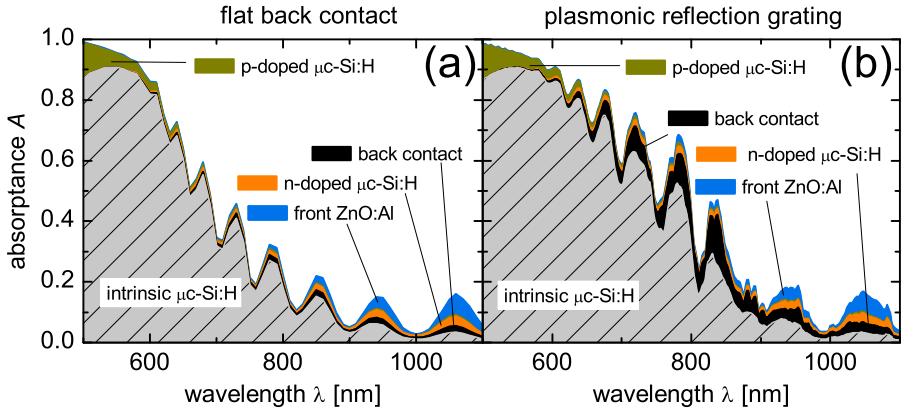 flat back contact
plasmonic reflection grating
absorptance A
1.0
0.8
0.6
0.4
0.2
0.0
p-doped μc-Si:H
(a)
back contact
n-doped μc-Si:H
front ZnO:Al
intrinsic μc-Si:H
600
800
1000
wavelength λ [nm]
p-doped μc-Si:H
(b)
back contact
n-doped μc-Si:H
front ZnO:Al
intrinsic μc-Si:H
600
800
1000
wavelength λ [nm]